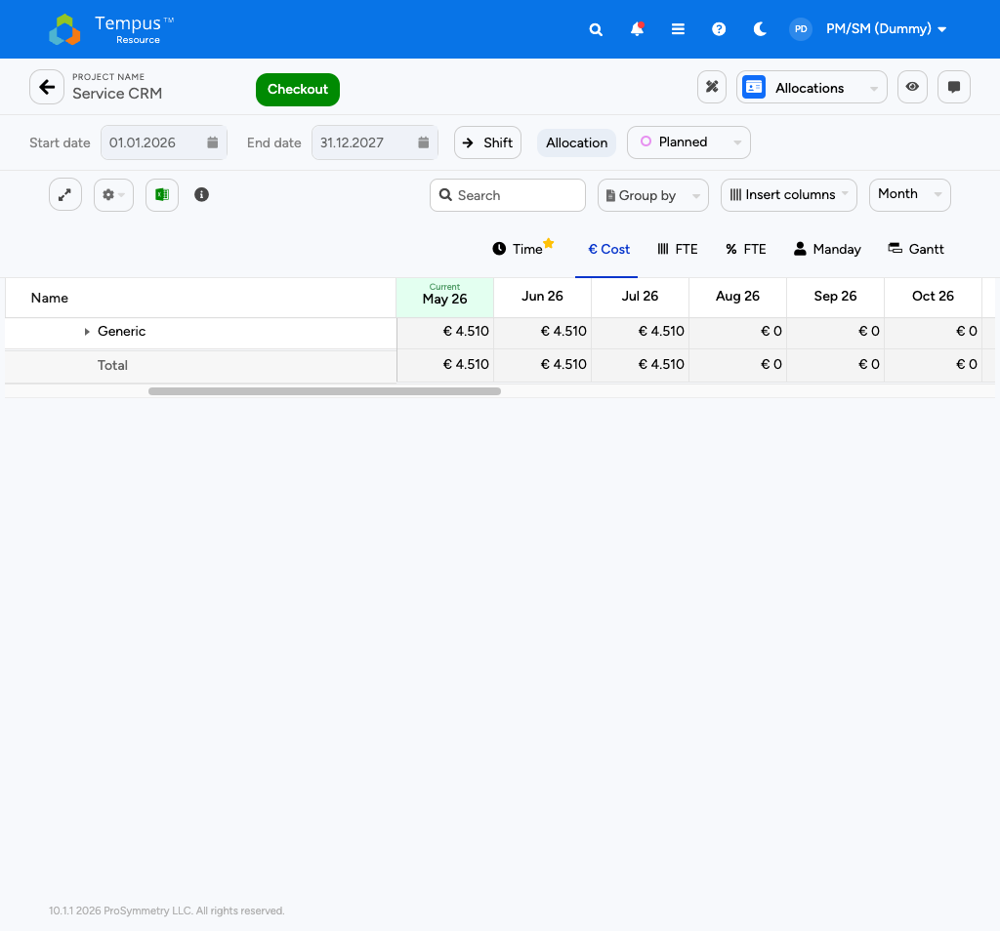 Tempus™
Resource
PD
PM/SM (Dummy)
PROJECT NAME
Service CRM
Checkout
Allocations
Start date
01.01.2026
End date
31.12.2027
Shift
Allocation
Planned
Search
Group by
Insert columns
Month
Time
€ Cost
FTE
% FTE
Manday
Gantt
Name
Current
May 26
Jun 26
Jul 26
Aug 26
Sep 26
Oct 26
Generic
€ 4.510
€ 4.510
€ 4.510
€ 0
€ 0
€ 0
Total
€ 4.510
€ 4.510
€ 4.510
€ 0
€ 0
€ 0
10.1.1 2026 ProSymmetry LLC. All rights reserved.